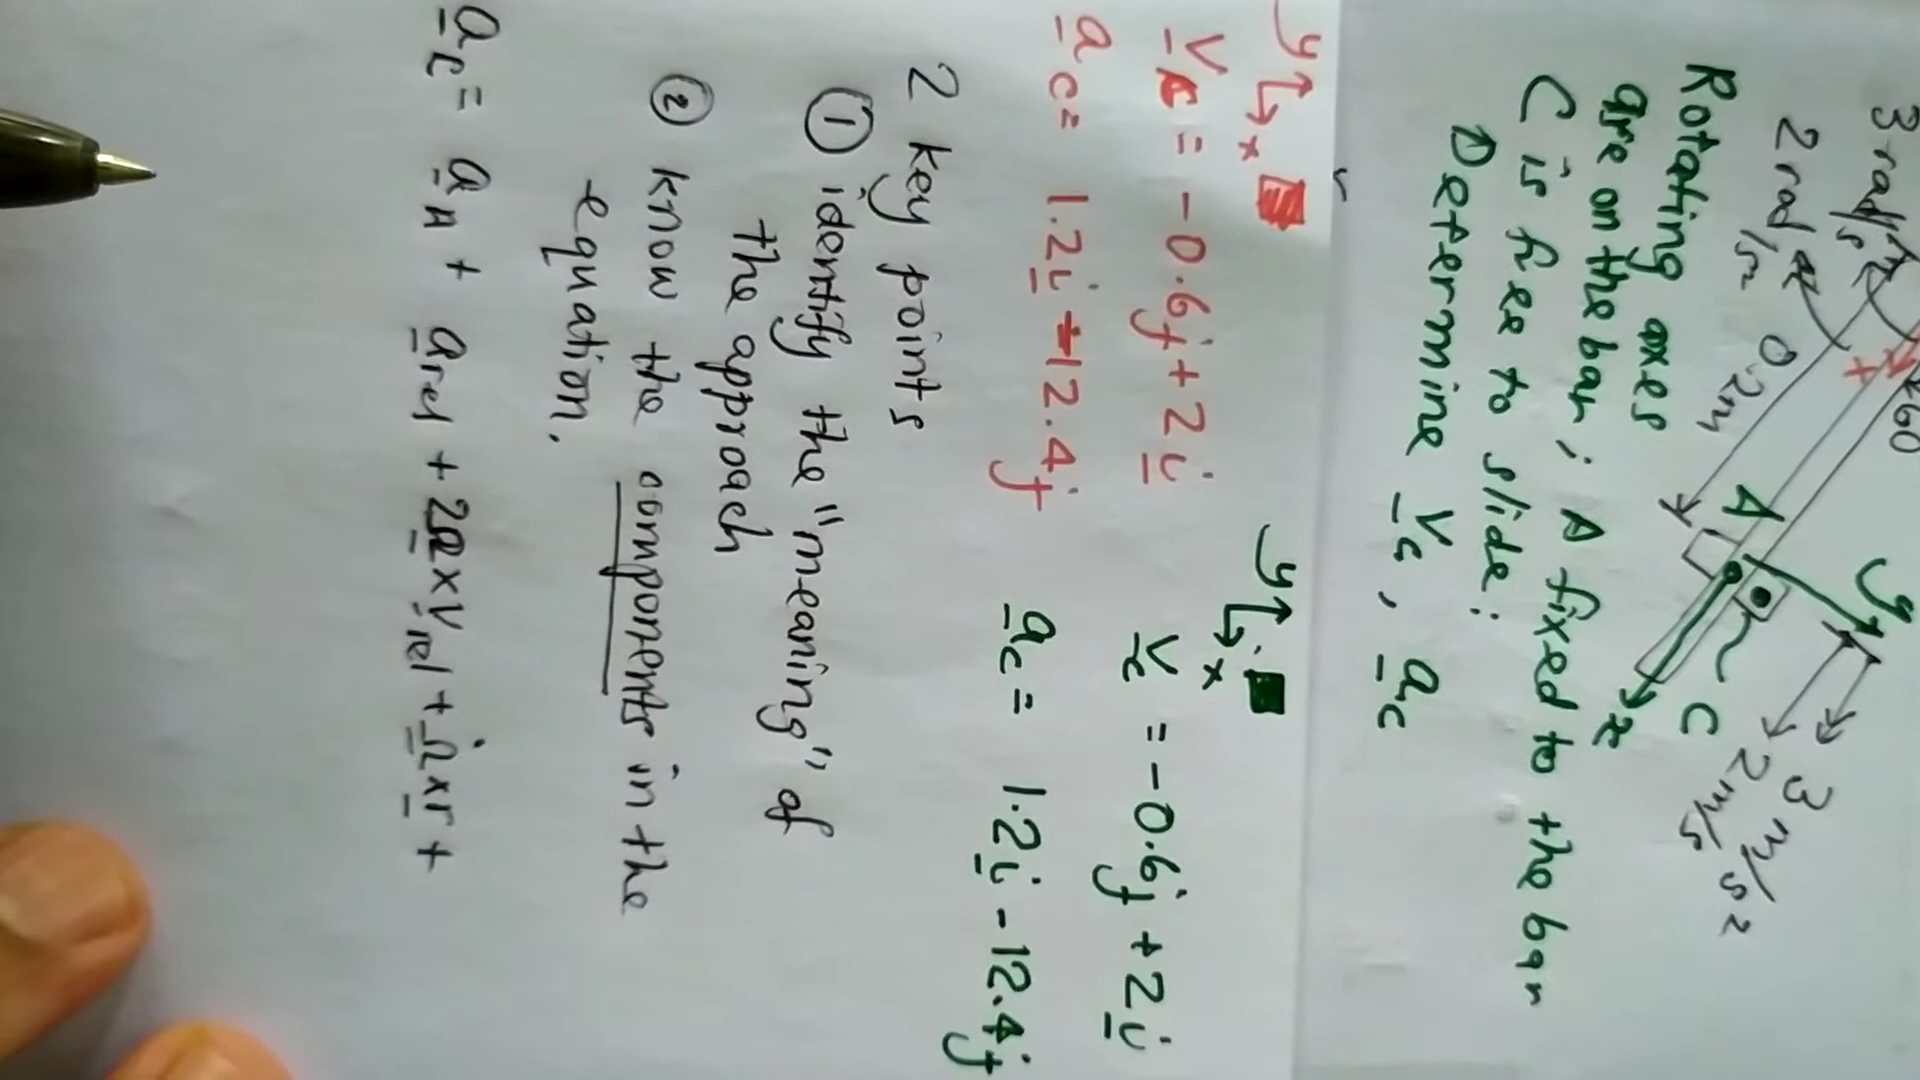 3 rad/s
2 rad/s²
60
0.2m
A
y
3 m/s²
2 m/s
C
x
Rotating axes
are on the bar; A fixed to the bar
C is free to slide;
Determine V_c, a_c
y x
V_c = -0.6j + 2i
a_c = 1.2i - 12.4j
y x
V_c = -0.6j + 2i
a_c = 1.2i - 12.4j
2 key points
① identify the "meaning" of
the approach
② know the components in the
equation.
a_c = a_A + a_rel + 2Ω×V_rel + Ω̇×r +